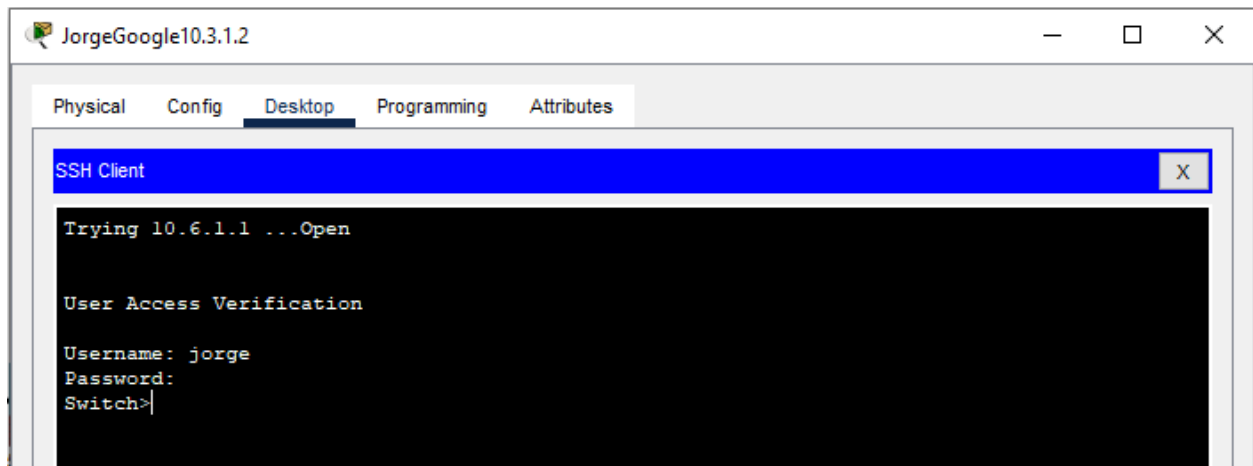 JorgeGoogle10.3.1.2
Physical Config Desktop Programming Attributes
SSH Client X
Trying 10.6.1.1 ...Open
User Access Verification
Username: jorge
Password:
Switch>